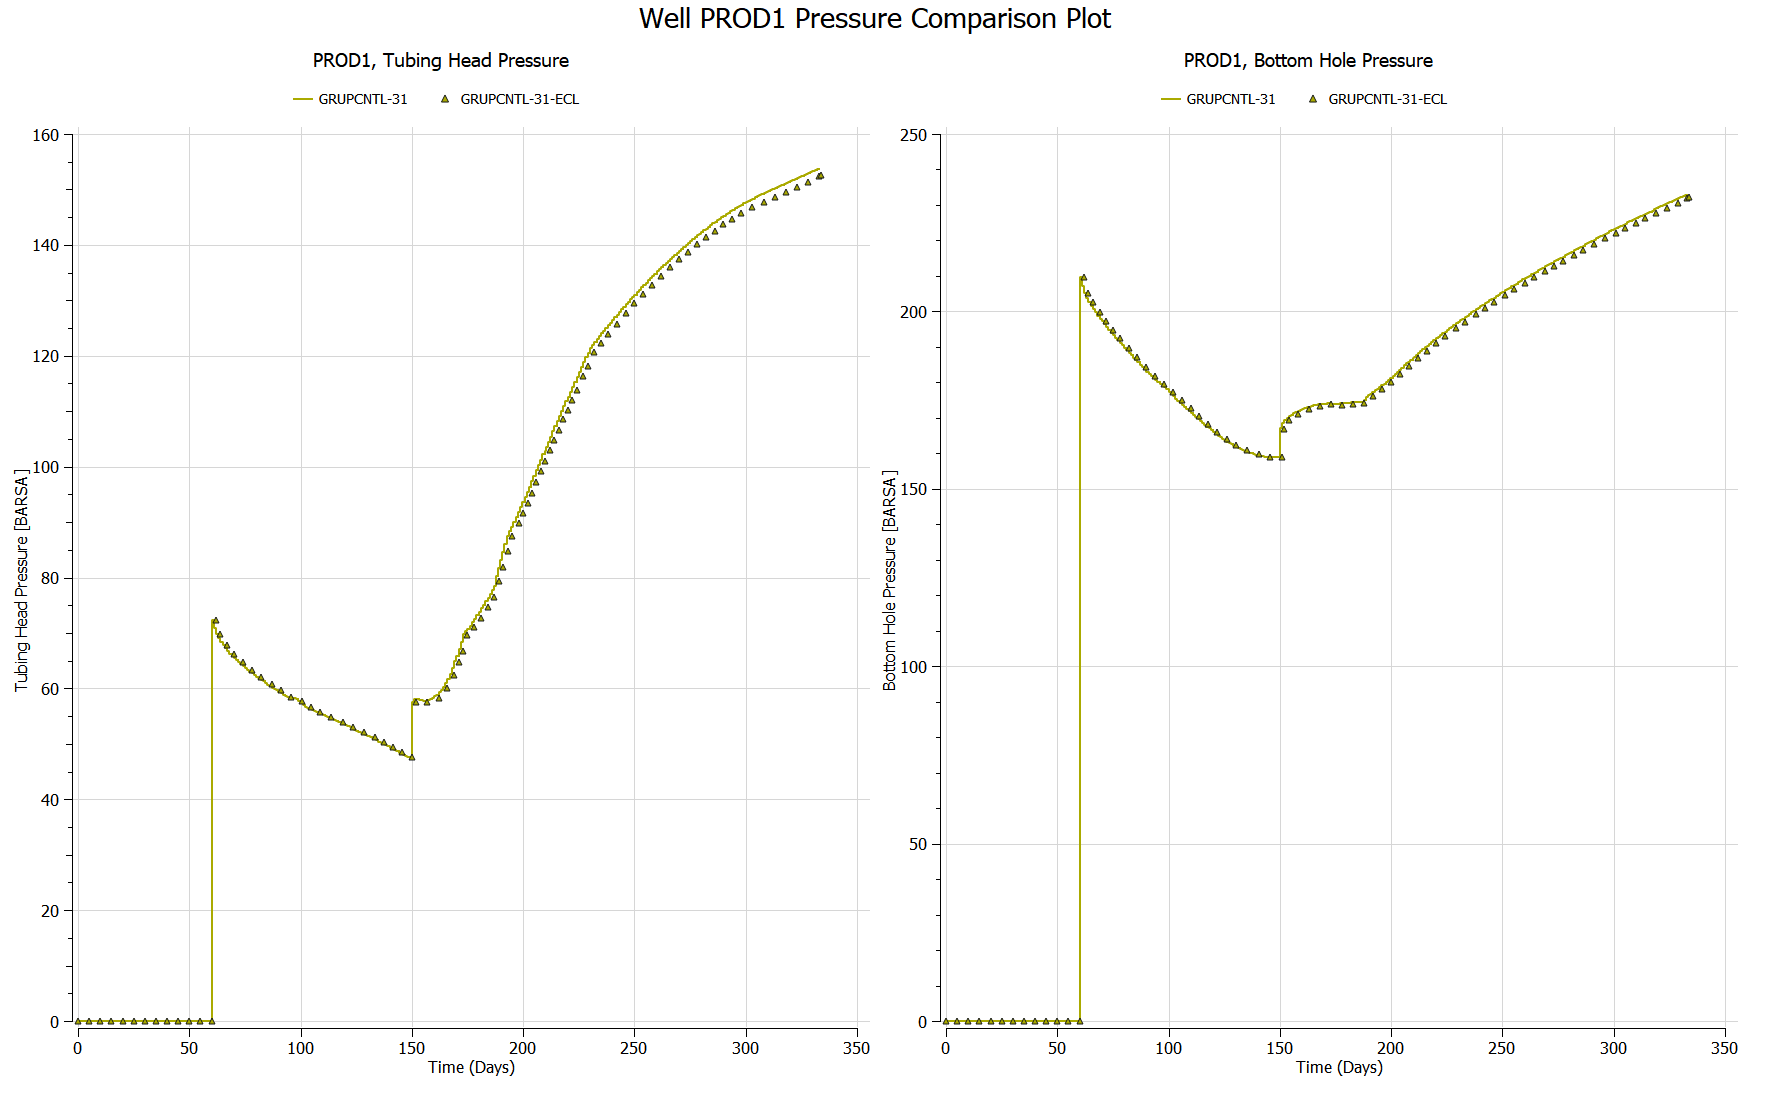 Well PROD1 Pressure Comparison Plot
PROD1, Tubing Head Pressure
GRUPCNTL-31 GRUPCNTL-31-ECL
160
140
120
100
80
60
40
20
0
Tubing Head Pressure [BARSA]
0 50 100 150 200 250 300 350
Time (Days)
PROD1, Bottom Hole Pressure
GRUPCNTL-31 GRUPCNTL-31-ECL
250
200
150
100
50
0
Bottom Hole Pressure [BARSA]
0 50 100 150 200 250 300 350
Time (Days)